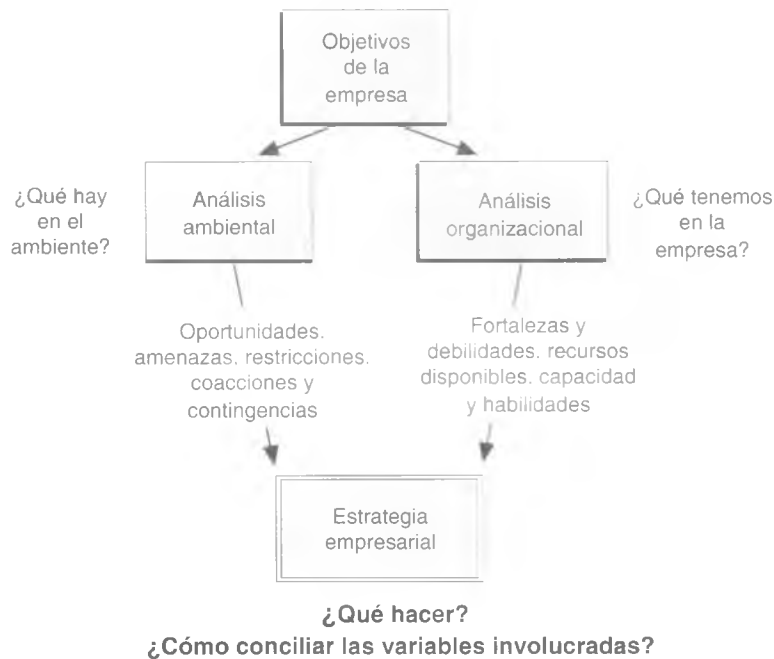 Objetivos
de la
empresa
¿Qué hay
en el
ambiente?
Análisis
ambiental
Análisis
organizacional
¿Qué tenemos
en la
empresa?
Oportunidades.
amenazas. restricciones.
coacciones y
contingencias
Fortalezas y
debilidades. recursos
disponibles. capacidad
y habilidades
Estrategia
empresarial
¿Qué hacer?
¿Cómo conciliar las variables involucradas?